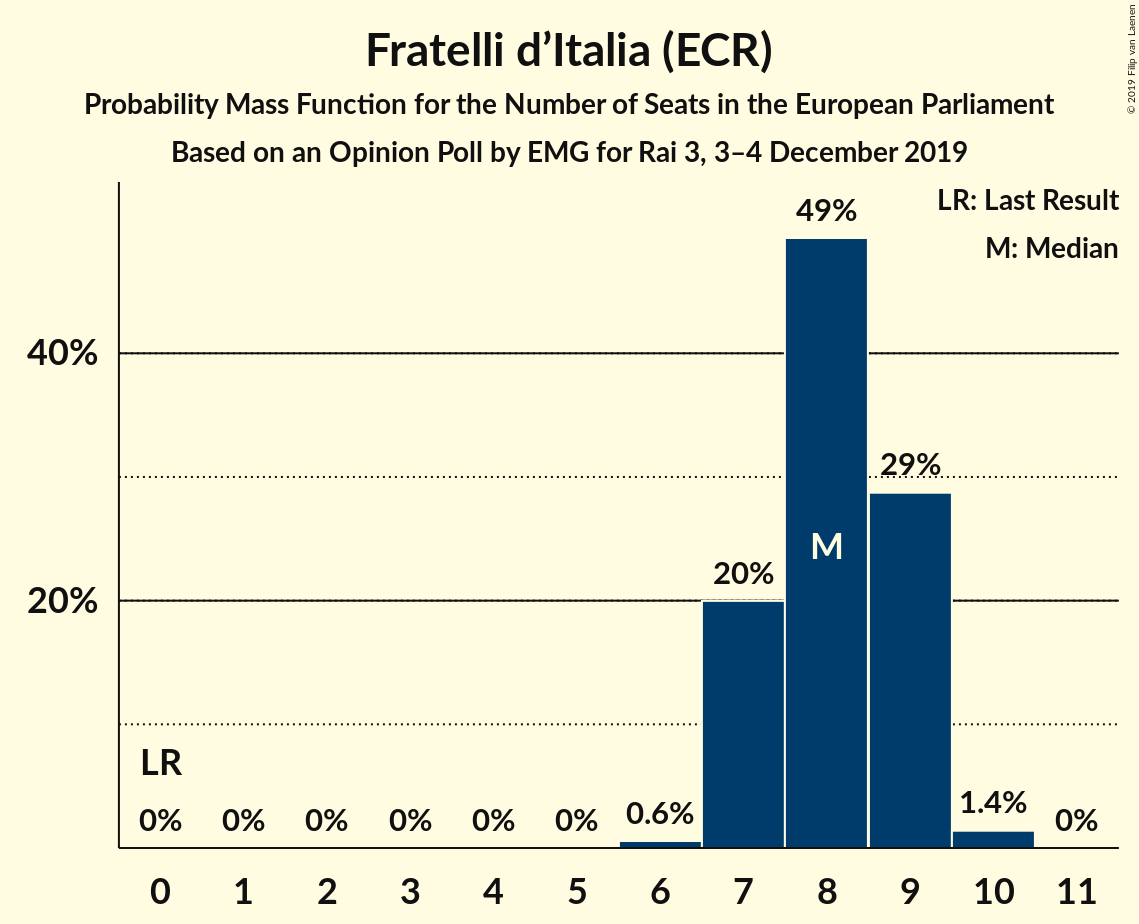 Fratelli d’Italia (ECR)
Probability Mass Function for the Number of Seats in the European Parliament
Based on an Opinion Poll by EMG for Rai 3, 3–4 December 2019
© 2019 Filip van Laenen
LR: Last Result
M: Median
49%
40%
29%
M
20%
20%
LR
0% 0% 0% 0% 0% 0% 0.6% 1.4% 0%
0 1 2 3 4 5 6 7 8 9 10 11